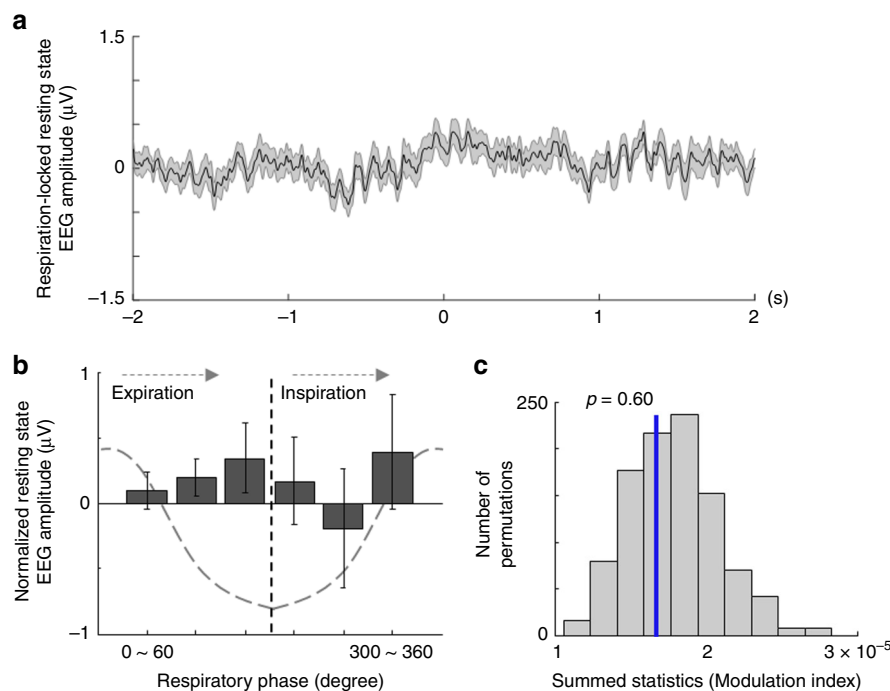 a
1.5
0
−1.5
Respiration-locked resting state
EEG amplitude (μV)
−2
−1
0
1
2
(s)
b
1
0
−1
Normalized resting state
EEG amplitude (μV)
Expiration
Inspiration
0 ~ 60
300 ~ 360
Respiratory phase (degree)
c
p = 0.60
250
0
Number of
permutations
1
2
3 × 10⁻⁵
Summed statistics (Modulation index)